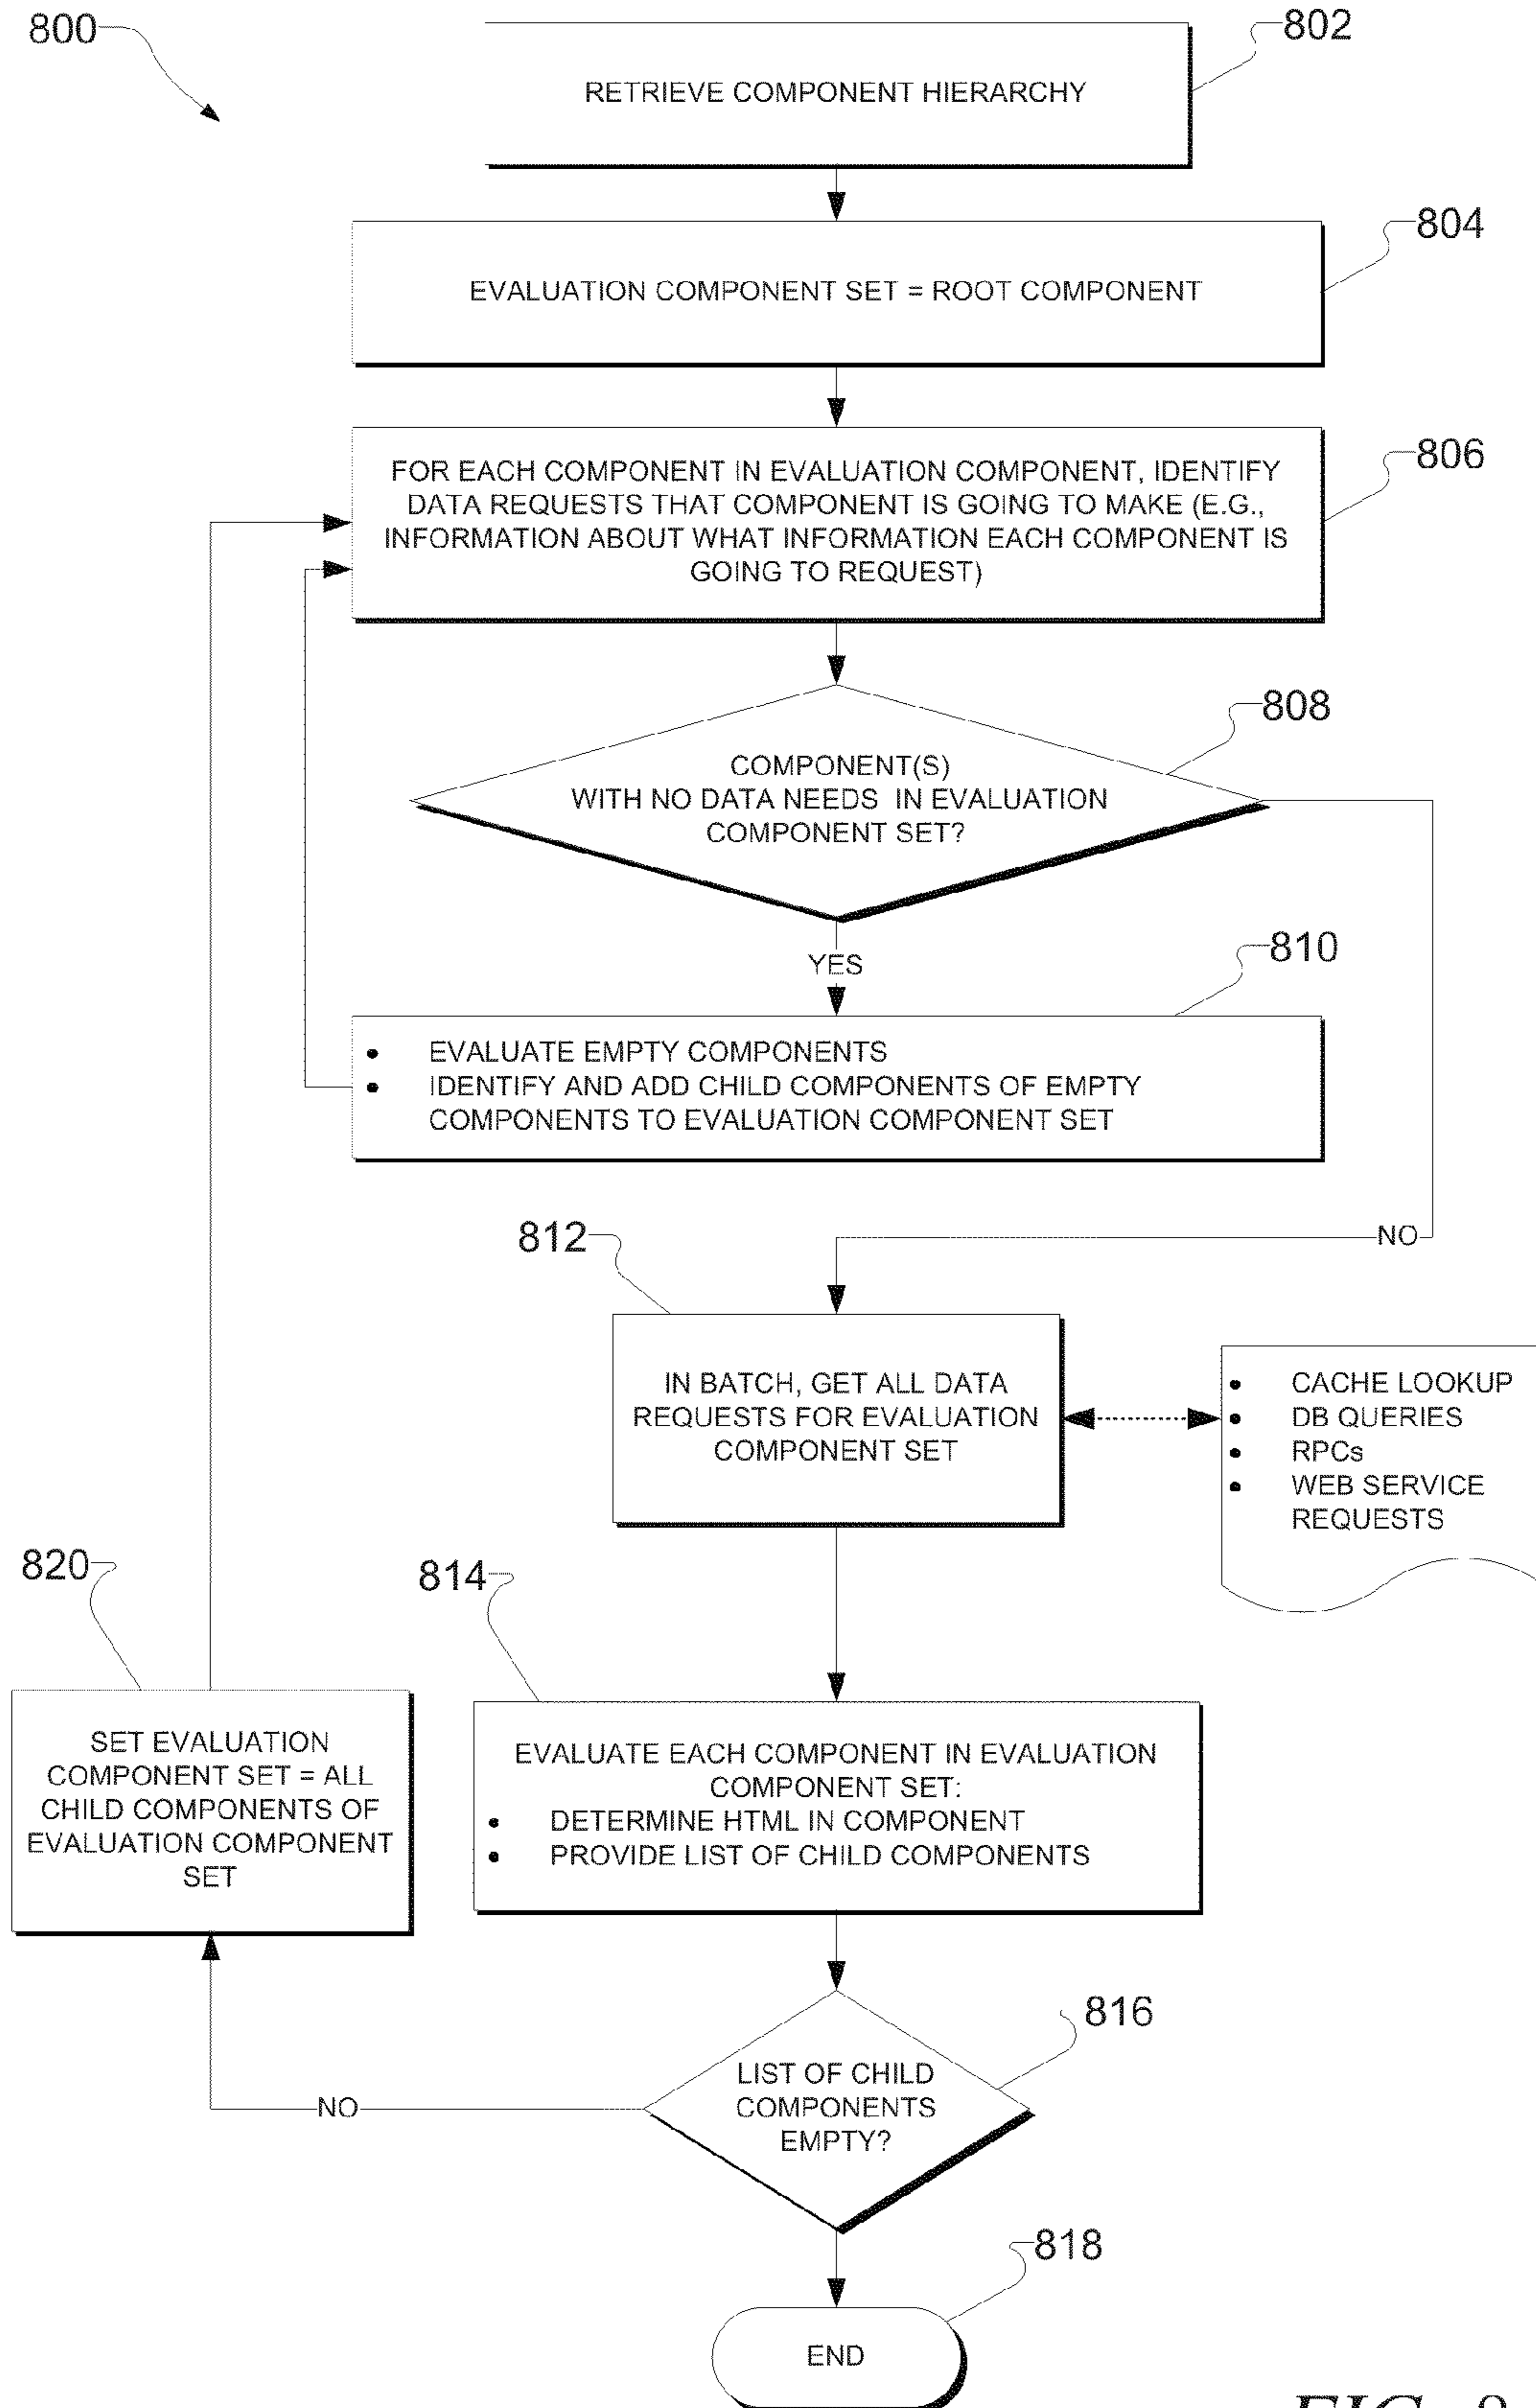 800
802
RETRIEVE COMPONENT HIERARCHY
804
EVALUATION COMPONENT SET = ROOT COMPONENT
806
FOR EACH COMPONENT IN EVALUATION COMPONENT, IDENTIFY
DATA REQUESTS THAT COMPONENT IS GOING TO MAKE (E.G.,
INFORMATION ABOUT WHAT INFORMATION EACH COMPONENT IS
GOING TO REQUEST)
808
COMPONENT(S)
WITH NO DATA NEEDS IN EVALUATION
COMPONENT SET?
YES
810
• EVALUATE EMPTY COMPONENTS
• IDENTIFY AND ADD CHILD COMPONENTS OF EMPTY
COMPONENTS TO EVALUATION COMPONENT SET
NO
812
IN BATCH, GET ALL DATA
REQUESTS FOR EVALUATION
COMPONENT SET
• CACHE LOOKUP
• DB QUERIES
• RPCs
• WEB SERVICE
REQUESTS
820
SET EVALUATION
COMPONENT SET = ALL
CHILD COMPONENTS OF
EVALUATION COMPONENT
SET
814
EVALUATE EACH COMPONENT IN EVALUATION
COMPONENT SET:
• DETERMINE HTML IN COMPONENT
• PROVIDE LIST OF CHILD COMPONENTS
816
LIST OF CHILD
COMPONENTS
EMPTY?
NO
818
END
FIG. 8